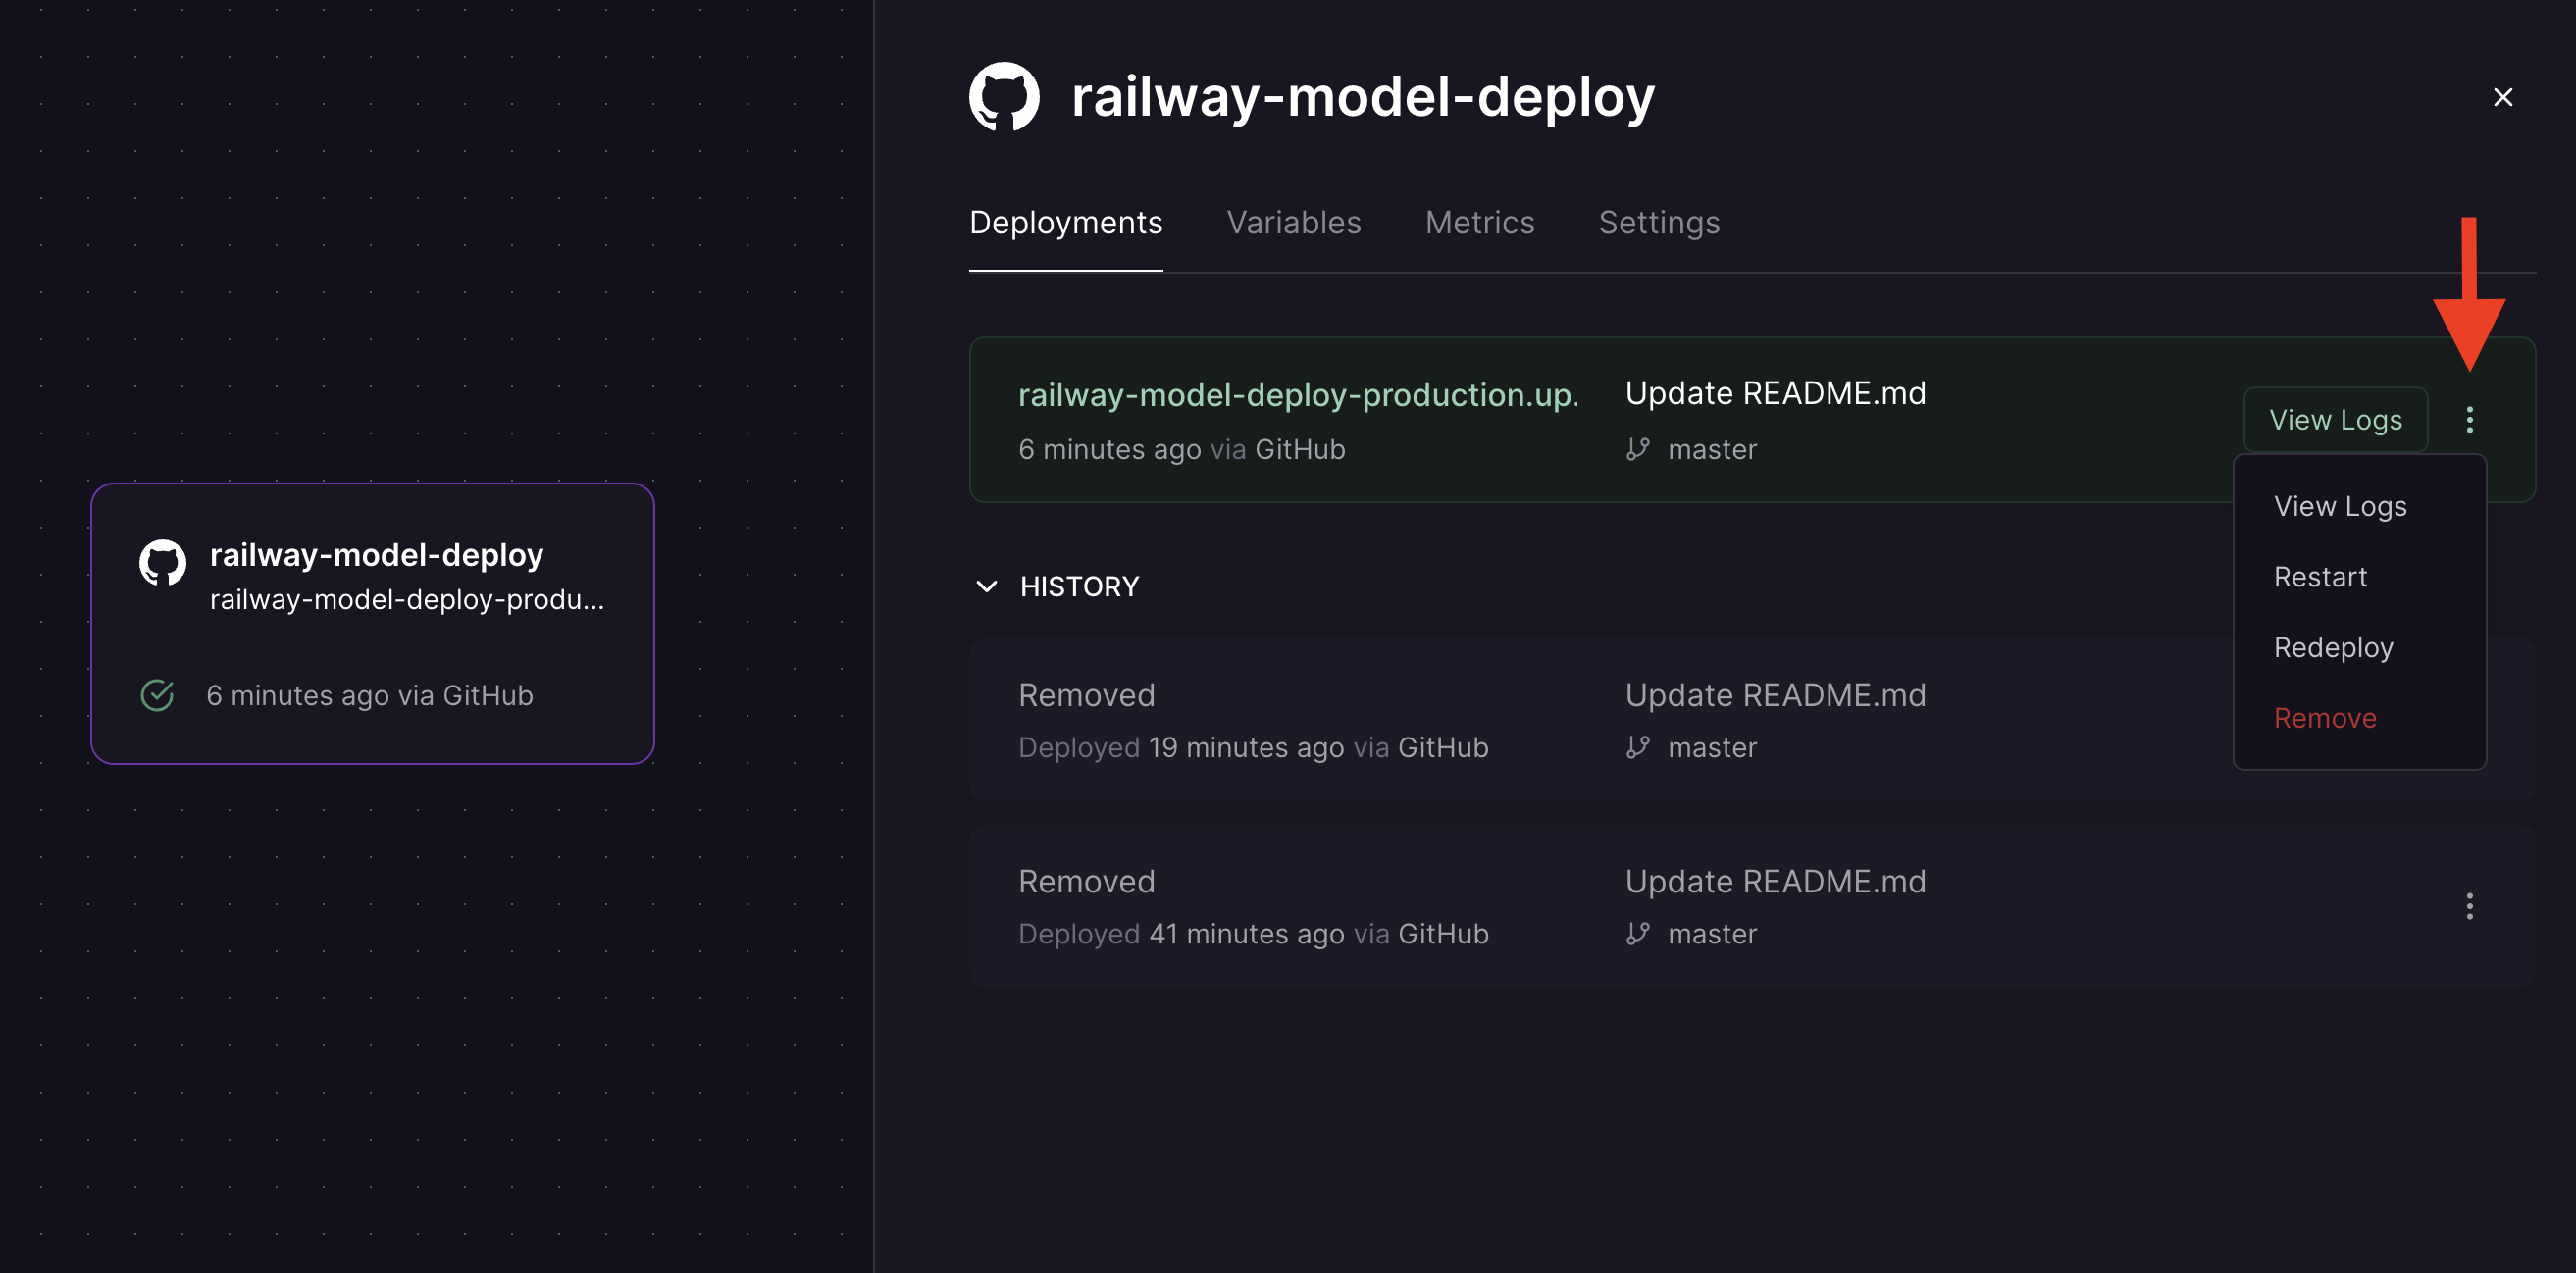 railway-model-deploy
railway-model-deploy-produ...
6 minutes ago via GitHub
railway-model-deploy
Deployments Variables Metrics Settings
railway-model-deploy-production.up.
6 minutes ago via GitHub
Update README.md
master
View Logs
View Logs
Restart
Redeploy
Remove
HISTORY
Removed
Deployed 19 minutes ago via GitHub
Update README.md
master
Removed
Deployed 41 minutes ago via GitHub
Update README.md
master